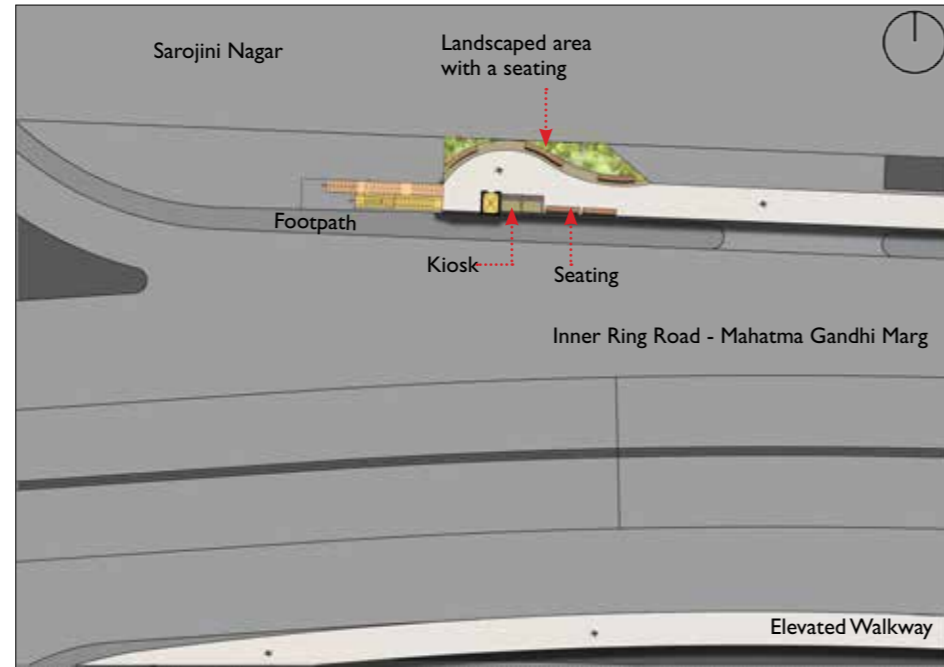 Sarojini Nagar
Landscaped area
with a seating
Footpath
Kiosk
Seating
Inner Ring Road - Mahatma Gandhi Marg
Elevated Walkway